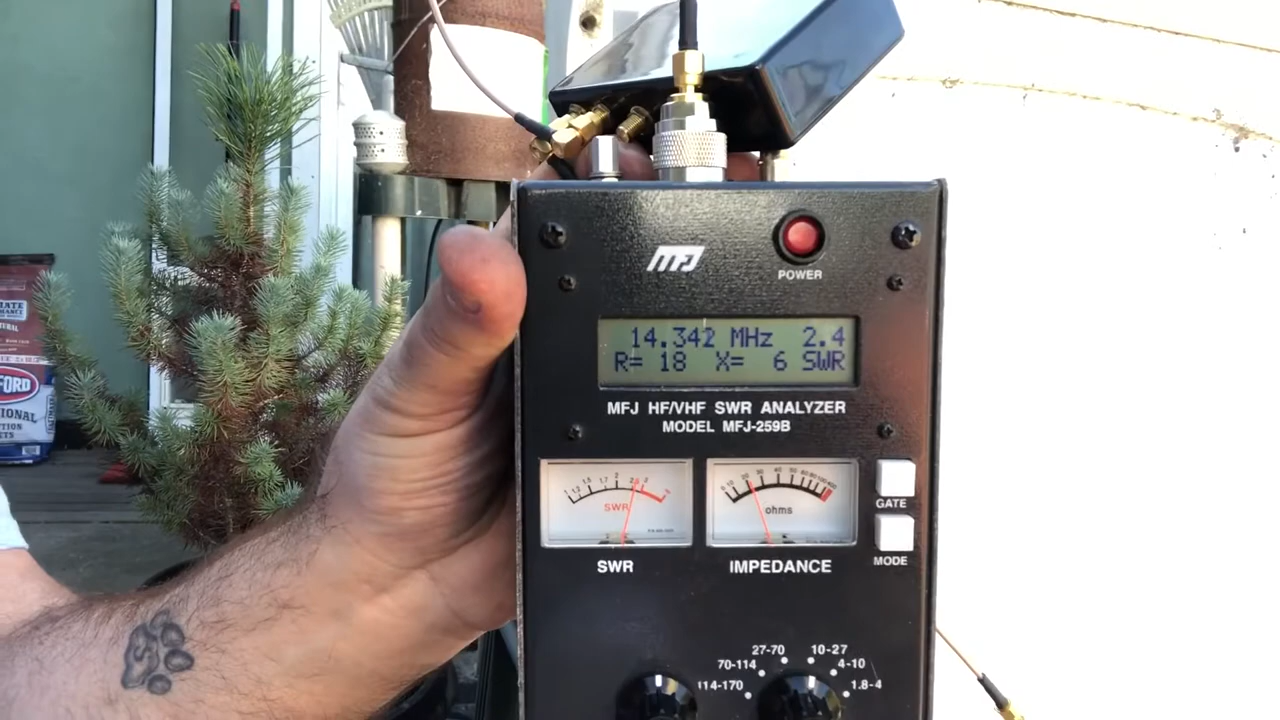 MFJ
POWER
14.342 MHz 2.4
R= 18 X= 6 SWR
MFJ HF/VHF SWR ANALYZER
MODEL MFJ-259B
SWR
ohms
GATE
MODE
SWR
IMPEDANCE
27-70
10-27
70-114
4-10
114-170
1.8-4
FORD